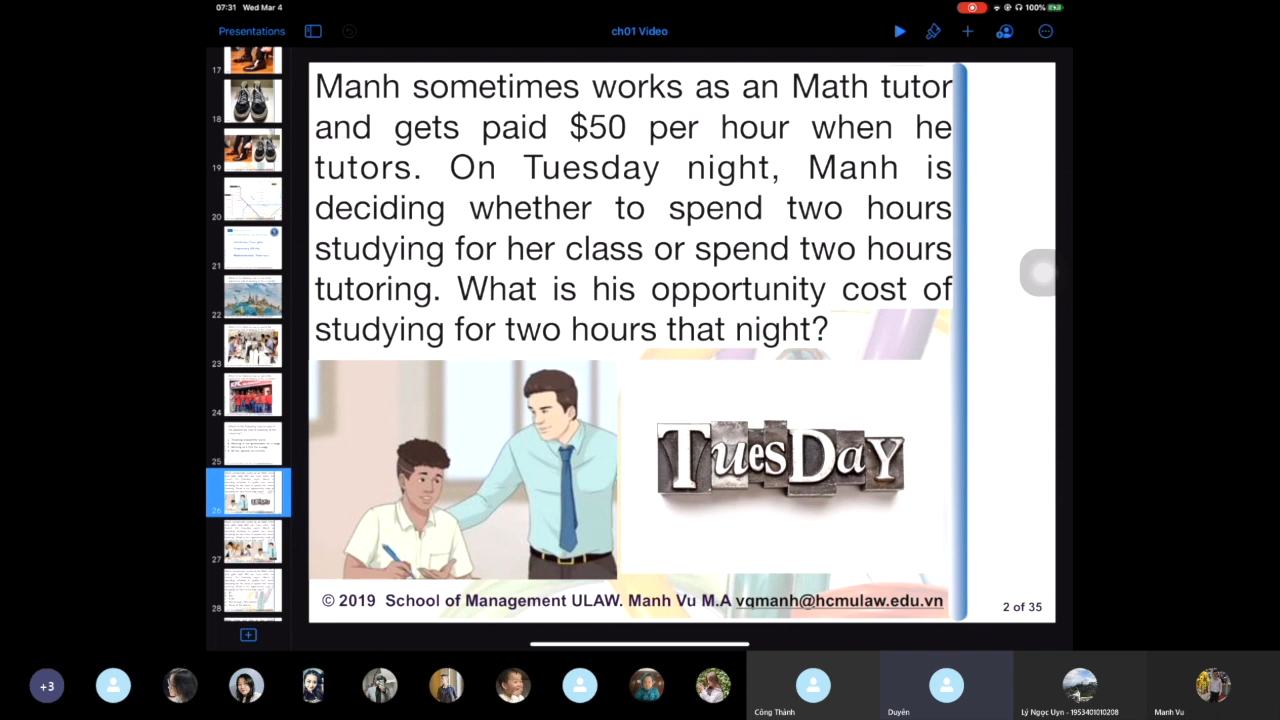 07:31 Wed Mar 4
100%
Presentations
ch01 Video
17
18
19
20
21
22
23
24
25
26
27
28
Manh sometimes works as an Math tutor
and gets paid $50 per hour when he
tutors. On Tuesday night, Manh is
deciding whether to spend two hours
studying for her class or spend two hours
tutoring. What is his opportunity cost of
studying for two hours that night?
TuesDaY
© 2019 School of Management ULAW. Manh Vu M.A vqmanh@hcmulaw.edu.vn
2 of 35
+3
Công Thành
Duyên
Lý Ngọc Uyn - 1953401010208
Manh Vu